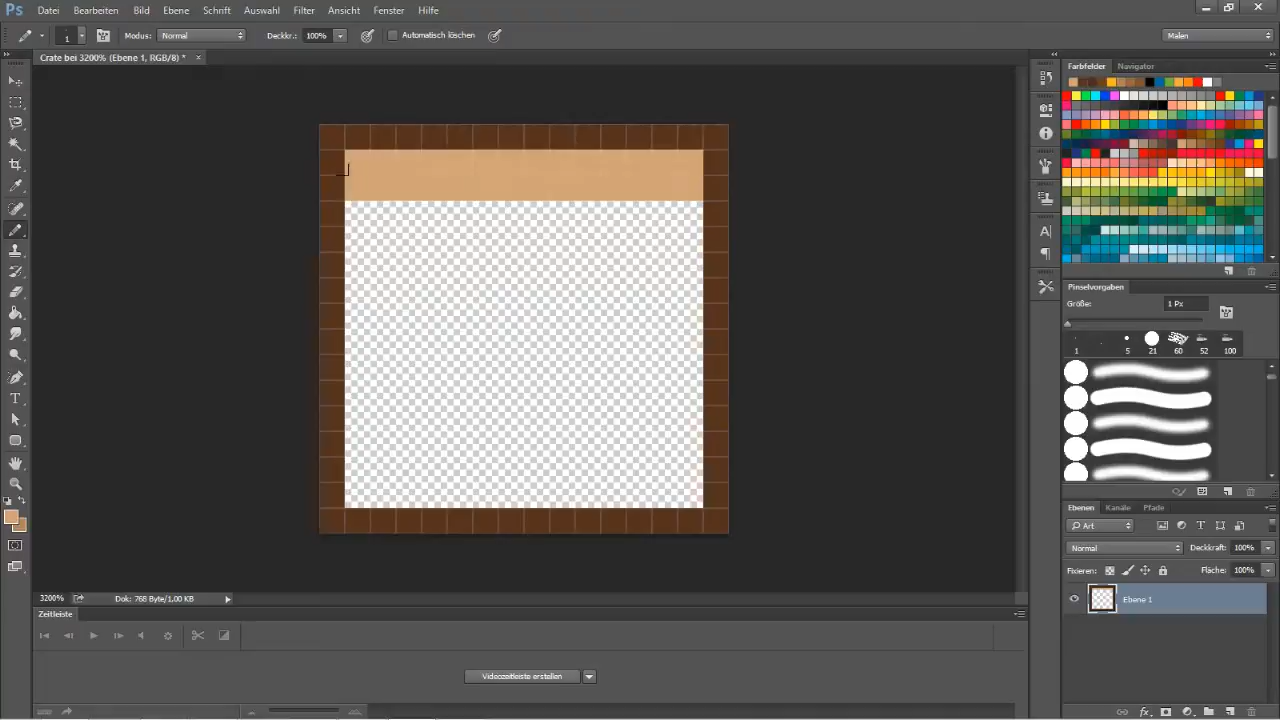 Ps Datei Bearbeiten Bild Ebene Schrift Auswahl Filter Ansicht Fenster Hilfe
1 Modus: Normal Deckkr.: 100% Automatisch löschen Malen
Crate bei 3200% (Ebene 1, RGB/8) * ×
Farbfelder Navigator
Pinselvorgaben
Größe: 1 Px
1 5 21 60 52 100
Ebenen Kanäle Pfade
Art
Normal Deckkraft: 100%
Fixieren: Fläche: 100%
Ebene 1
3200% Dok: 768 Byte/1,00 KB
Zeitleiste
Videozeitleiste erstellen